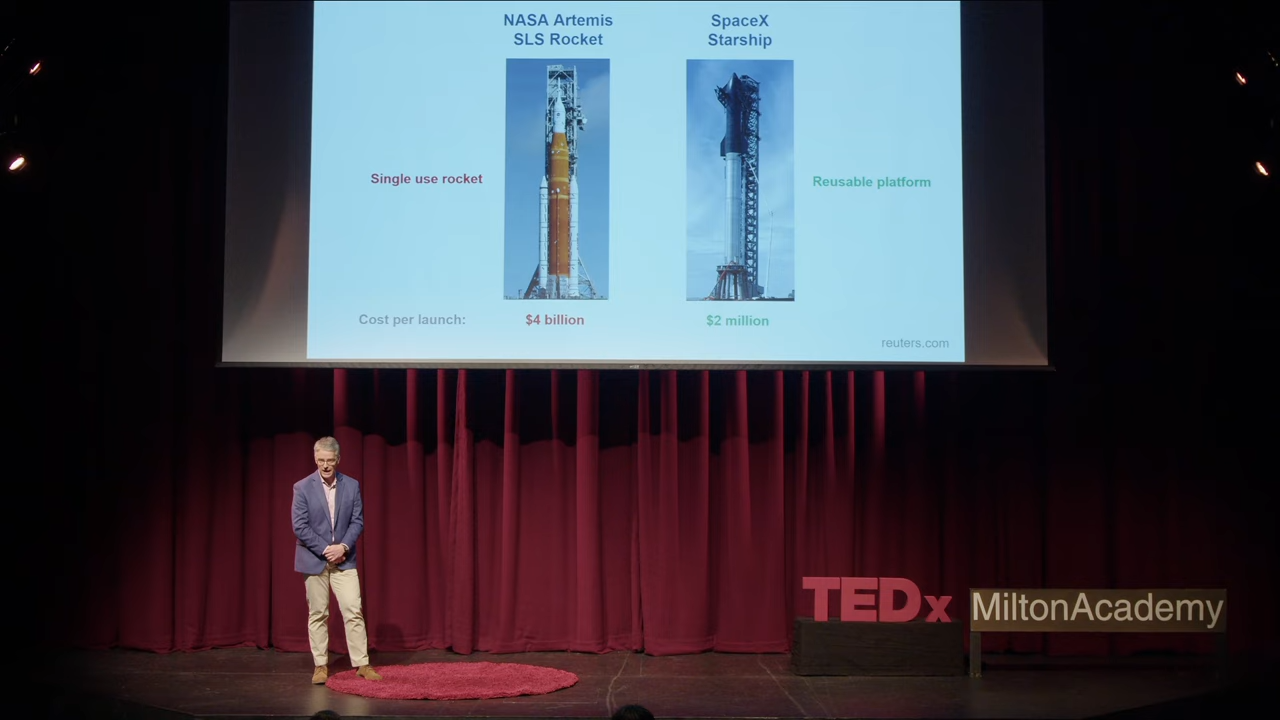 NASA Artemis
SLS Rocket
SpaceX
Starship
Single use rocket
Reusable platform
Cost per launch:
$4 billion
$2 million
reuters.com
TEDx
MiltonAcademy